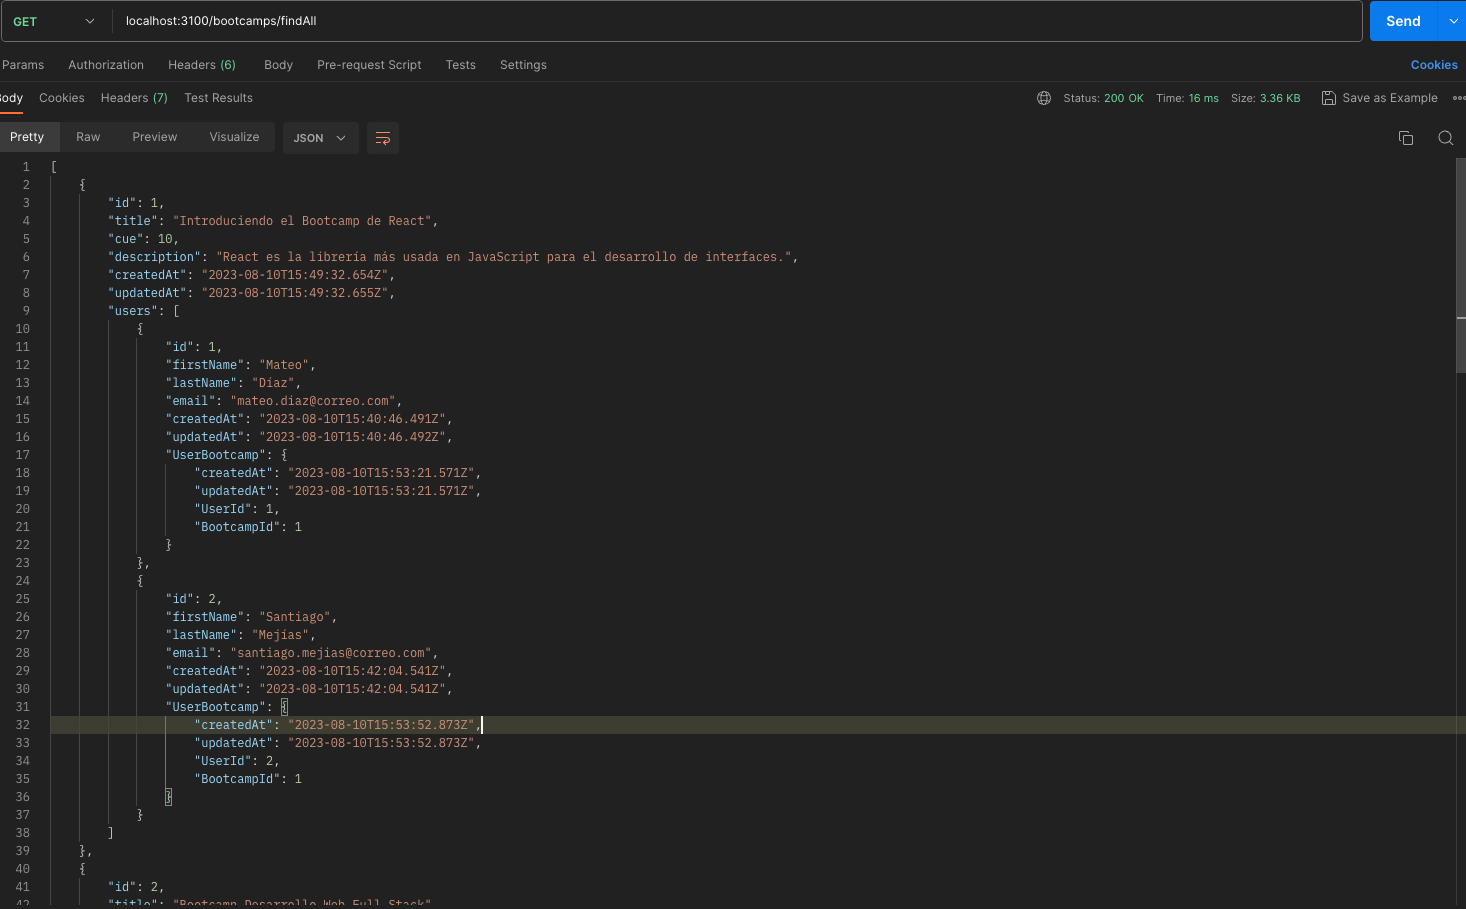 GET localhost:3100/bootcamps/findAll Send
Params Authorization Headers (6) Body Pre-request Script Tests Settings Cookies
Body Cookies Headers (7) Test Results Status: 200 OK Time: 16 ms Size: 3.36 KB Save as Example
Pretty Raw Preview Visualize JSON
1 [
2 {
3 "id": 1,
4 "title": "Introduciendo el Bootcamp de React",
5 "cue": 10,
6 "description": "React es la librería más usada en JavaScript para el desarrollo de interfaces.",
7 "createdAt": "2023-08-10T15:49:32.654Z",
8 "updatedAt": "2023-08-10T15:49:32.655Z",
9 "users": [
10 {
11 "id": 1,
12 "firstName": "Mateo",
13 "lastName": "Díaz",
14 "email": "mateo.diaz@correo.com",
15 "createdAt": "2023-08-10T15:40:46.491Z",
16 "updatedAt": "2023-08-10T15:40:46.492Z",
17 "UserBootcamp": {
18 "createdAt": "2023-08-10T15:53:21.571Z",
19 "updatedAt": "2023-08-10T15:53:21.571Z",
20 "UserId": 1,
21 "BootcampId": 1
22 }
23 },
24 {
25 "id": 2,
26 "firstName": "Santiago",
27 "lastName": "Mejías",
28 "email": "santiago.mejias@correo.com",
29 "createdAt": "2023-08-10T15:42:04.541Z",
30 "updatedAt": "2023-08-10T15:42:04.541Z",
31 "UserBootcamp": {
32 "createdAt": "2023-08-10T15:53:52.873Z",
33 "updatedAt": "2023-08-10T15:53:52.873Z",
34 "UserId": 2,
35 "BootcampId": 1
36 }
37 }
38 ]
39 },
40 {
41 "id": 2,
42 "title": "Bootcamp Desarrollo Web Full Stack"